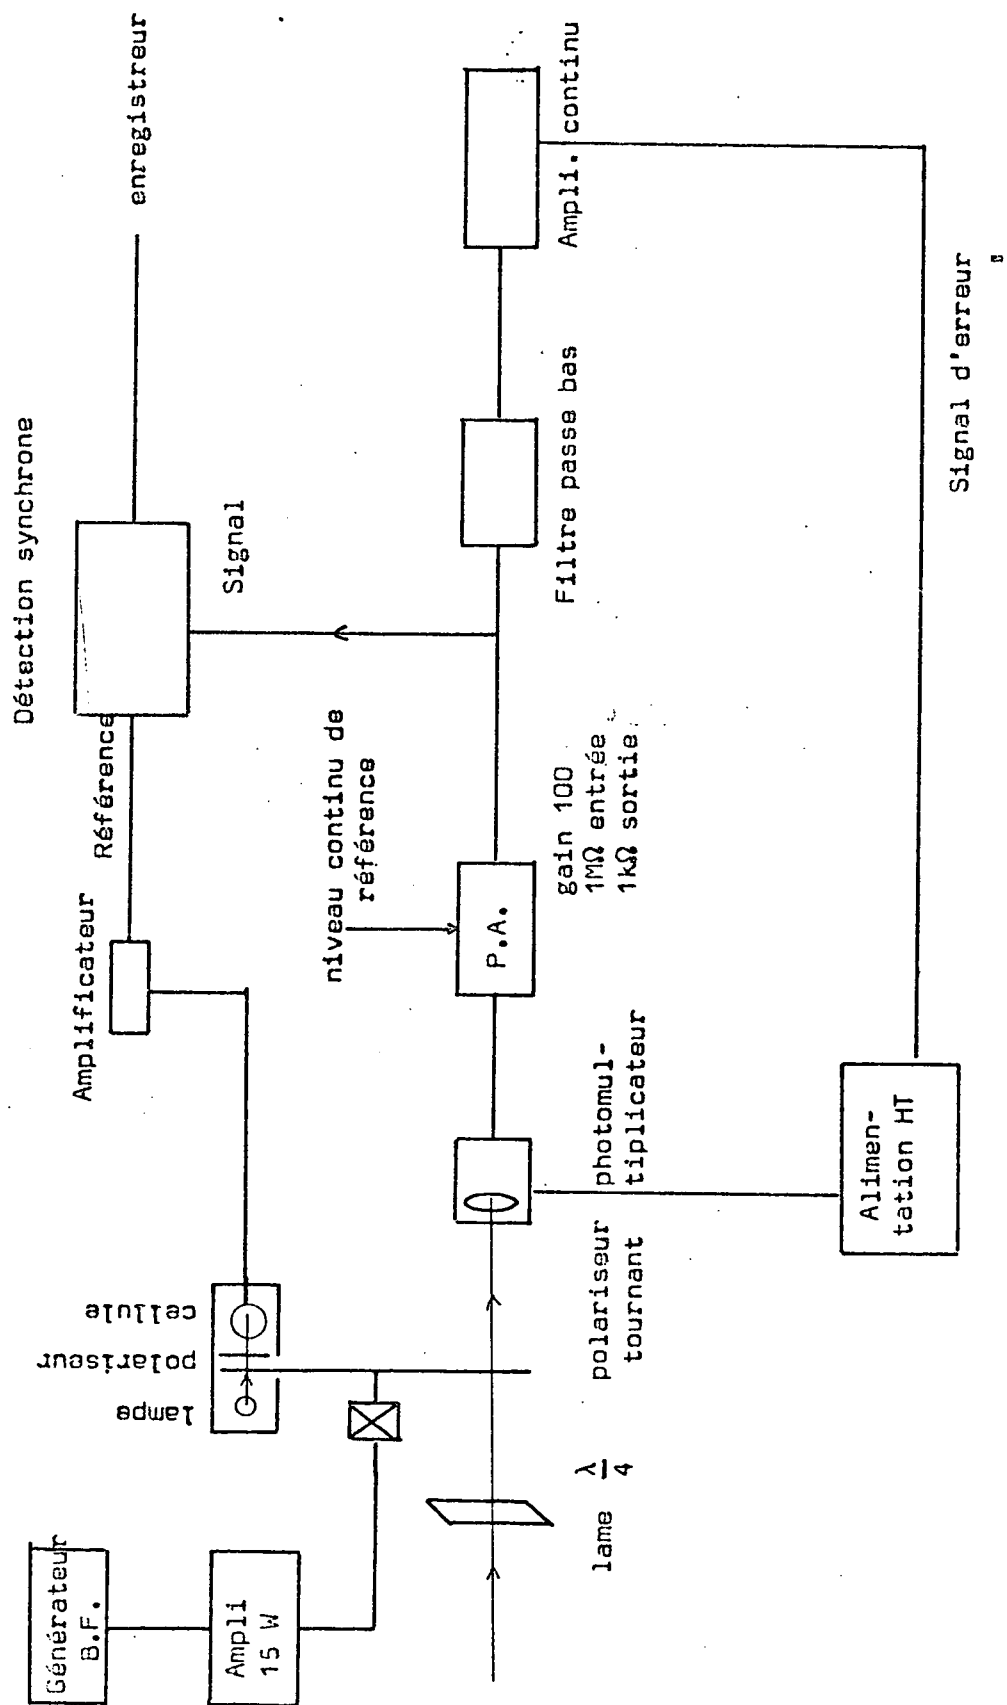 Générateur
B.F.
Ampli
15 W
lampe
polariseur
cellule
Amplificateur
Référence
Détection synchrone
enregistreur
Signal
niveau continu de
référence
lame λ/4
polariseur
tournant
photomul-
tiplicateur
P.A.
gain 100
1MΩ entrée
1kΩ sortie
Filtre passe bas
Ampli. continu
Alimen-
tation HT
Signal d'erreur